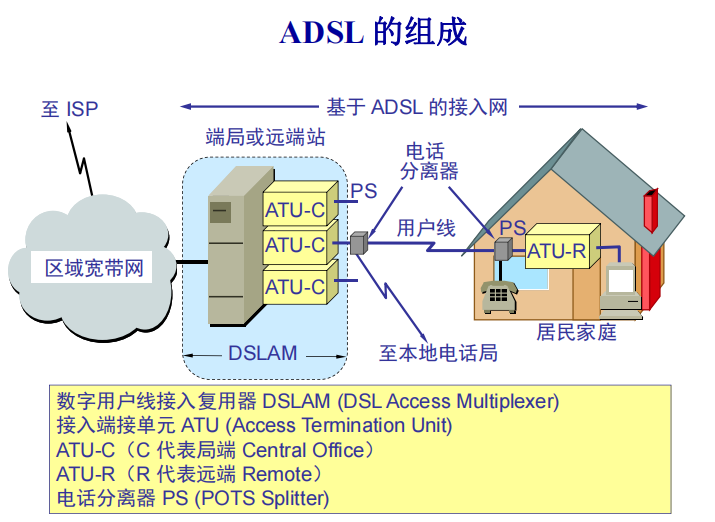 ADSL 的组成
至 ISP
基于 ADSL 的接入网
端局或远端站
电话
分离器
PS
ATU-C
用户线
PS
ATU-C
ATU-R
区域宽带网
ATU-C
居民家庭
DSLAM
至本地电话局
数字用户线接入复用器 DSLAM (DSL Access Multiplexer)
接入端接单元 ATU (Access Termination Unit)
ATU-C（C 代表局端 Central Office）
ATU-R（R 代表远端 Remote）
电话分离器 PS (POTS Splitter)